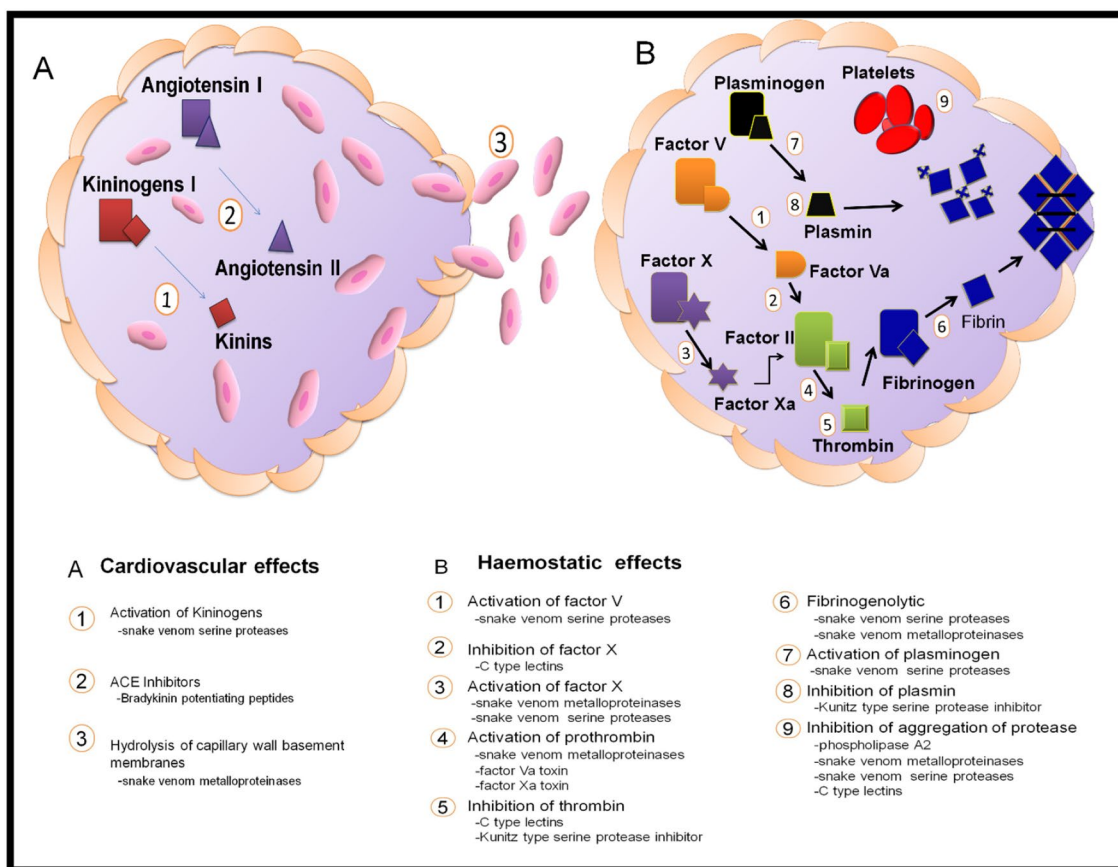 A
Angiotensin I
3
Kininogens I
2
Angiotensin II
1
Kinins
B
Plasminogen
Platelets
9
Factor V
7
8
Plasmin
1
Factor X
Factor Va
2
Factor II
6
Fibrin
3
Fibrinogen
Factor Xa
4
5
Thrombin
A Cardiovascular effects
1 Activation of Kininogens
-snake venom serine proteases
2 ACE Inhibitors
-Bradykinin potentiating peptides
3 Hydrolysis of capillary wall basement
membranes
-snake venom metalloproteinases
B Haemostatic effects
1 Activation of factor V
-snake venom serine proteases
2 Inhibition of factor X
-C type lectins
3 Activation of factor X
-snake venom metalloproteinases
-snake venom serine proteases
4 Activation of prothrombin
-snake venom metalloproteinases
-factor Va toxin
-factor Xa toxin
5 Inhibition of thrombin
-C type lectins
-Kunitz type serine protease inhibitor
6 Fibrinogenolytic
-snake venom serine proteases
-snake venom metalloproteinases
7 Activation of plasminogen
-snake venom serine proteases
8 Inhibition of plasmin
-Kunitz type serine protease inhibitor
9 Inhibition of aggregation of protease
-phospholipase A2
-snake venom metalloproteinases
-snake venom serine proteases
-C type lectins